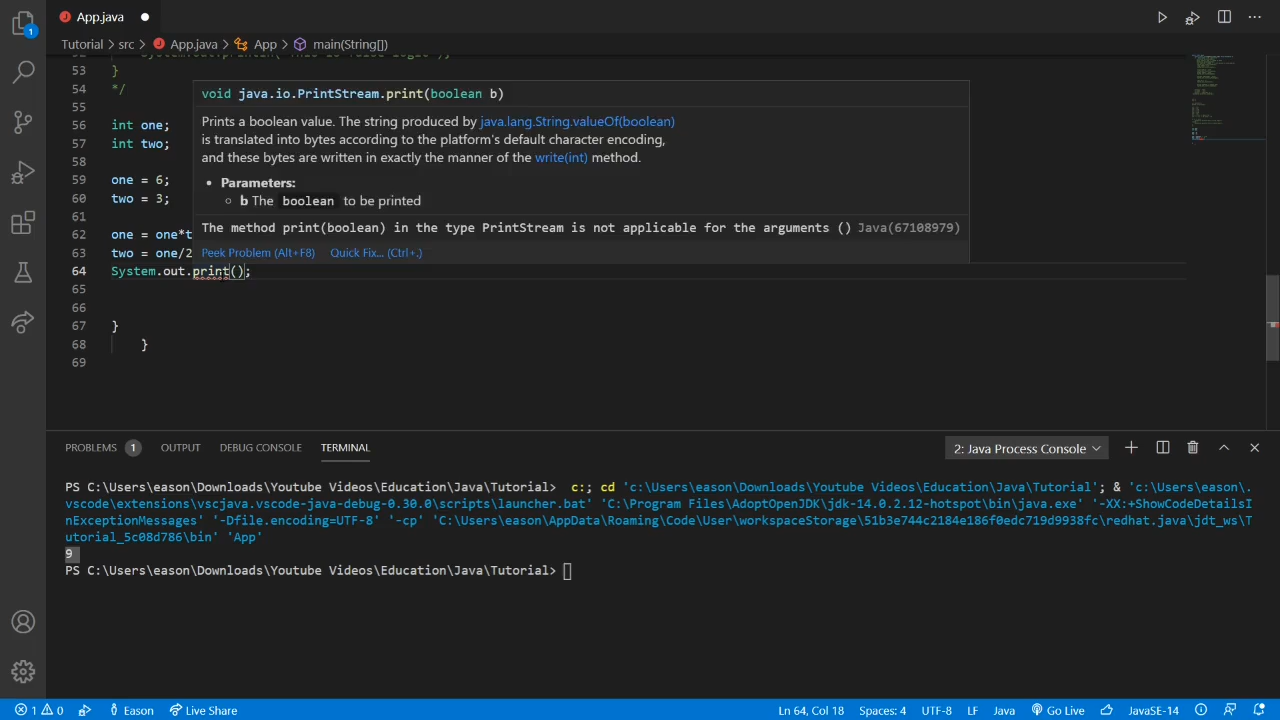 1
App.java
Tutorial > src > App.java > App > main(String[])
53 }
54 */
55
56 int one;
57 int two;
58
59 one = 6;
60 two = 3;
61
62 one = one*t
63 two = one/2
64 System.out.print();
65
66
67 }
68 }
69
void java.io.PrintStream.print(boolean b)
Prints a boolean value. The string produced by java.lang.String.valueOf(boolean)
is translated into bytes according to the platform's default character encoding,
and these bytes are written in exactly the manner of the write(int) method.
• Parameters:
○ b The boolean to be printed
The method print(boolean) in the type PrintStream is not applicable for the arguments () Java(67108979)
Peek Problem (Alt+F8) Quick Fix... (Ctrl+.)
PROBLEMS 1 OUTPUT DEBUG CONSOLE TERMINAL 2: Java Process Console
PS C:\Users\eason\Downloads\Youtube Videos\Education\Java\Tutorial> c:; cd 'c:\Users\eason\Downloads\Youtube Videos\Education\Java\Tutorial'; & 'c:\Users\eason\.
vscode\extensions\vscjava.vscode-java-debug-0.30.0\scripts\launcher.bat' 'C:\Program Files\AdoptOpenJDK\jdk-14.0.2.12-hotspot\bin\java.exe' '-XX:+ShowCodeDetailsI
nExceptionMessages' '-Dfile.encoding=UTF-8' '-cp' 'C:\Users\eason\AppData\Roaming\Code\User\workspaceStorage\51b3e744c2184e186f0edc719d9938fc\redhat.java\jdt_ws\T
utorial_5c08d786\bin' 'App'
9
PS C:\Users\eason\Downloads\Youtube Videos\Education\Java\Tutorial>
1 0 Eason Live Share Ln 64, Col 18 Spaces: 4 UTF-8 LF Java Go Live JavaSE-14